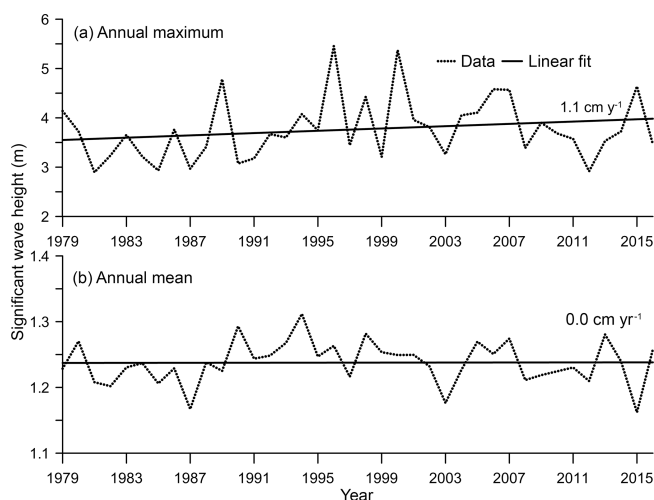 (a) Annual maximum
Data
Linear fit
1.1 cm y⁻¹
6
5
4
3
2
1979 1983 1987 1991 1995 1999 2003 2007 2011 2015
Significant wave height (m)
1.4
(b) Annual mean
0.0 cm yr⁻¹
1.3
1.2
1.1
1979 1983 1987 1991 1995 1999 2003 2007 2011 2015
Year